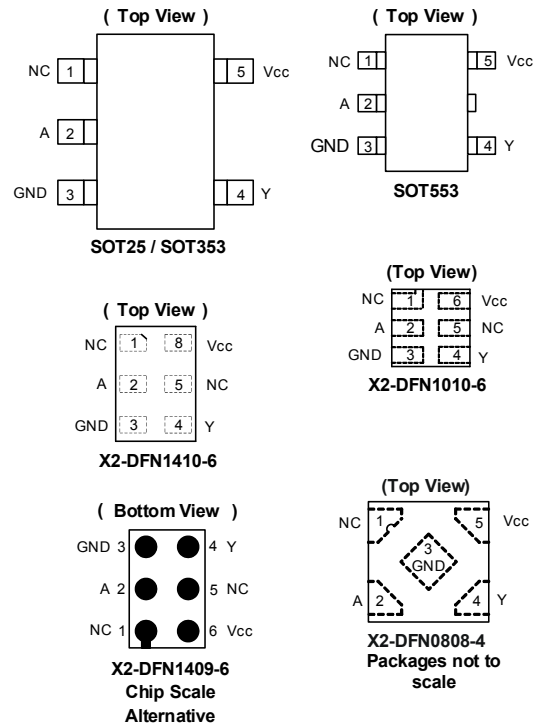 ( Top View )
NC 1 5 Vcc
A 2
GND 3 4 Y
SOT25 / SOT353
( Top View )
NC 1 5 Vcc
A 2
GND 3 4 Y
SOT553
( Top View )
NC 1 8 Vcc
A 2 5 NC
GND 3 4 Y
X2-DFN1410-6
(Top View)
NC 1 6 Vcc
A 2 5 NC
GND 3 4 Y
X2-DFN1010-6
( Bottom View )
GND 3 4 Y
A 2 5 NC
NC 1 6 Vcc
X2-DFN1409-6
Chip Scale
Alternative
(Top View)
NC 1 5 Vcc
3
GND
A 2 4 Y
X2-DFN0808-4
Packages not to
scale